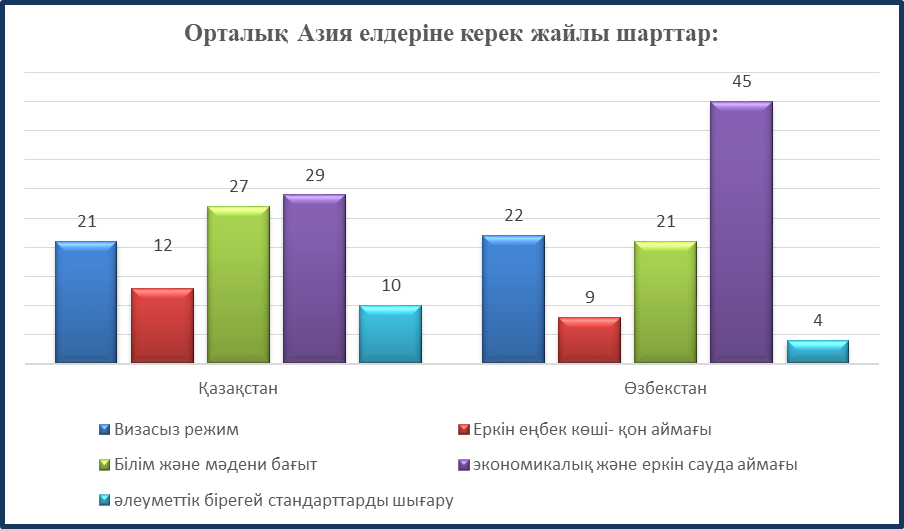 Орталық Азия елдеріне керек жайлы шарттар:
21
12
27
29
10
22
9
21
45
4
Қазақстан
Өзбекстан
Визасыз режим
Еркін еңбек көші- қон аймағы
Білім және мәдени бағыт
экономикалық және еркін сауда аймағы
әлеуметтік бірегей стандарттарды шығару